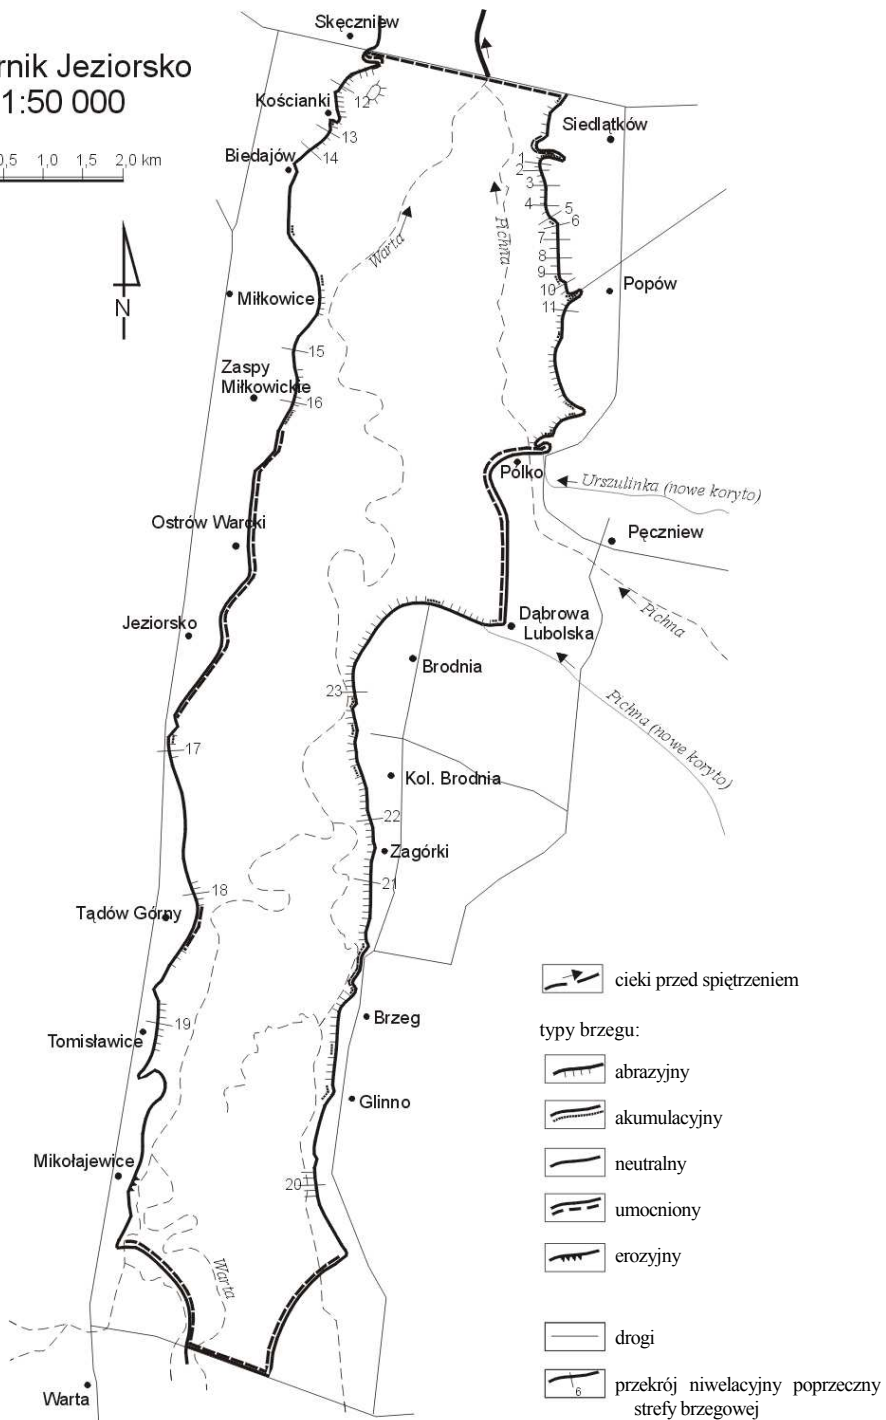 Skęczniew
rnik Jeziorsko
1:50 000
0,5 1,0 1,5 2,0 km
Kościanki
12
13
Biedajów
14
Siedlątków
1
2
3
4
5
6
7
8
9
10
11
Warta
Pichna
N
Miłkowice
Popów
15
Zaspy
Miłkowickie
16
Półko
Urszulinka (nowe koryto)
Ostrów Warcki
Pęczniew
Jeziorsko
Dąbrowa
Lubolska
Pichna
Brodnia
23
Pichna (nowe koryto)
17
Kol. Brodnia
22
Zagórki
21
18
Tądów Górny
19
Tomisławice
Brzeg
Glinno
Mikołajewice
20
Warta
Warta
cieki przed spiętrzeniem
typy brzegu:
abrazyjny
akumulacyjny
neutralny
umocniony
erozyjny
drogi
6
przekrój niwelacyjny poprzeczny
strefy brzegowej